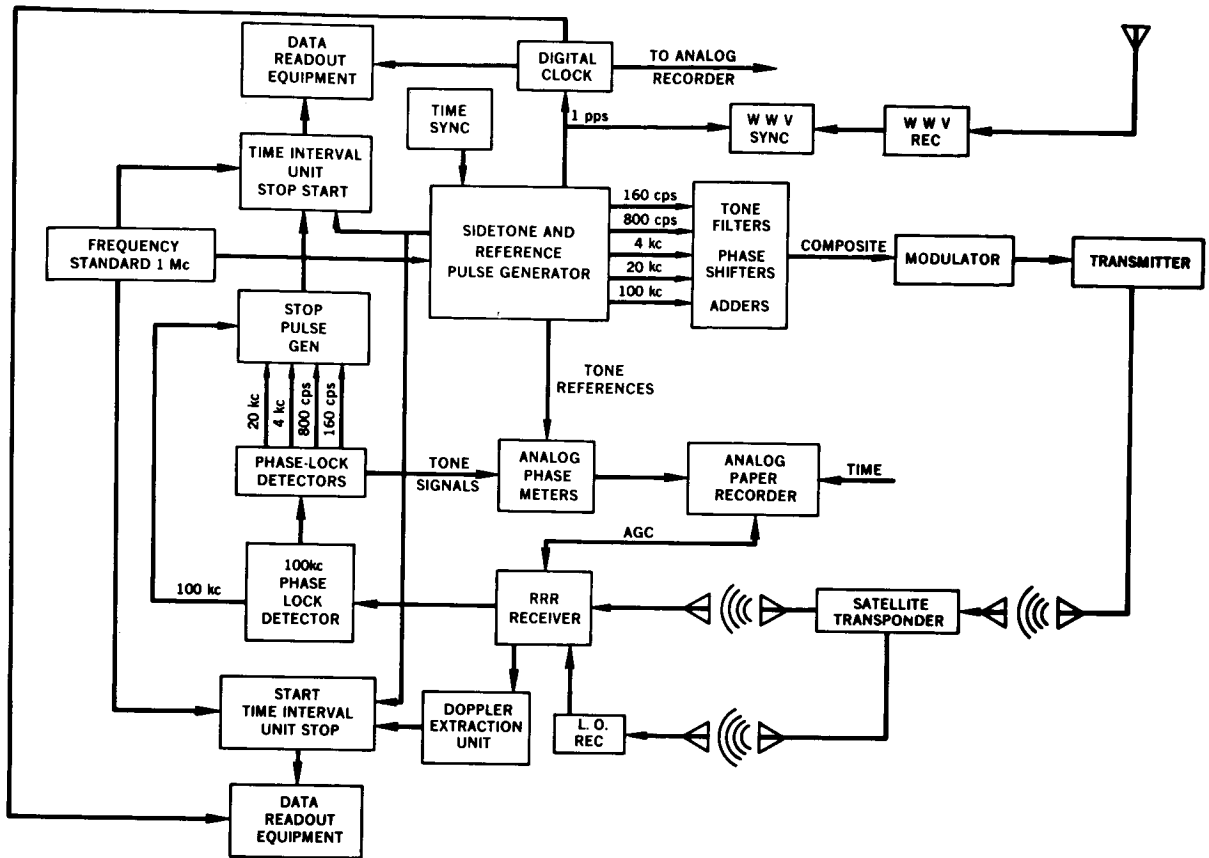 DATA
READOUT
EQUIPMENT
DIGITAL
CLOCK
TO ANALOG
RECORDER
TIME
SYNC
1 pps
W W V
SYNC
W W V
REC
TIME INTERVAL
UNIT
STOP START
FREQUENCY
STANDARD 1 Mc
SIDETONE AND
REFERENCE
PULSE GENERATOR
160 cps
800 cps
4 kc
20 kc
100 kc
TONE
FILTERS
PHASE
SHIFTERS
ADDERS
COMPOSITE
MODULATOR
TRANSMITTER
STOP
PULSE
GEN
20 kc
4 kc
800 cps
160 cps
TONE
REFERENCES
PHASE-LOCK
DETECTORS
TONE
SIGNALS
ANALOG
PHASE
METERS
ANALOG
PAPER
RECORDER
TIME
AGC
100 kc
100kc
PHASE
LOCK
DETECTOR
RRR
RECEIVER
SATELLITE
TRANSPONDER
START
TIME INTERVAL
UNIT STOP
DOPPLER
EXTRACTION
UNIT
L. O.
REC
DATA
READOUT
EQUIPMENT